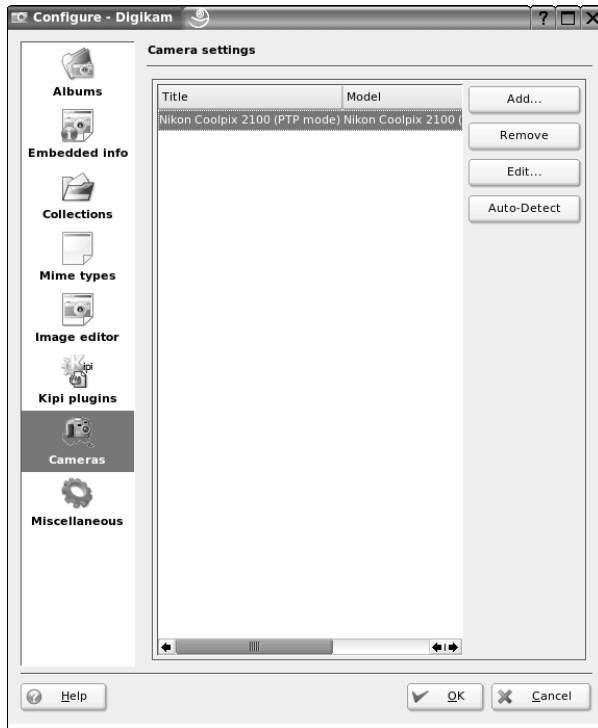 Configure - Digikam
Camera settings
Albums
Embedded info
Collections
Mime types
Image editor
Kipi
Kipi plugins
Cameras
Miscellaneous
Title Model
Nikon Coolpix 2100 (PTP mode) Nikon Coolpix 2100 (
Add...
Remove
Edit...
Auto-Detect
Help
OK
Cancel